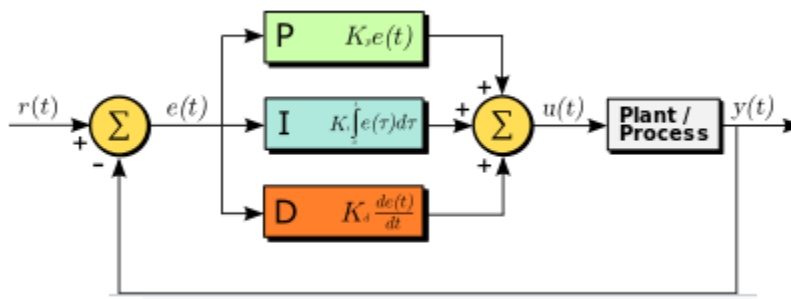 P K_p e(t)
r(t) e(t) I K_i ∫ e(τ)dτ u(t) Plant /
Process y(t)
Σ Σ
+ - + + +
D K_d de(t)/dt